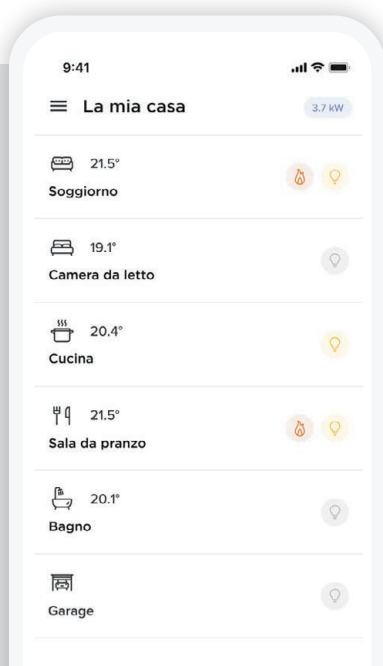 9:41
La mia casa
3.7 kW
21.5°
Soggiorno
19.1°
Camera da letto
20.4°
Cucina
21.5°
Sala da pranzo
20.1°
Bagno
Garage